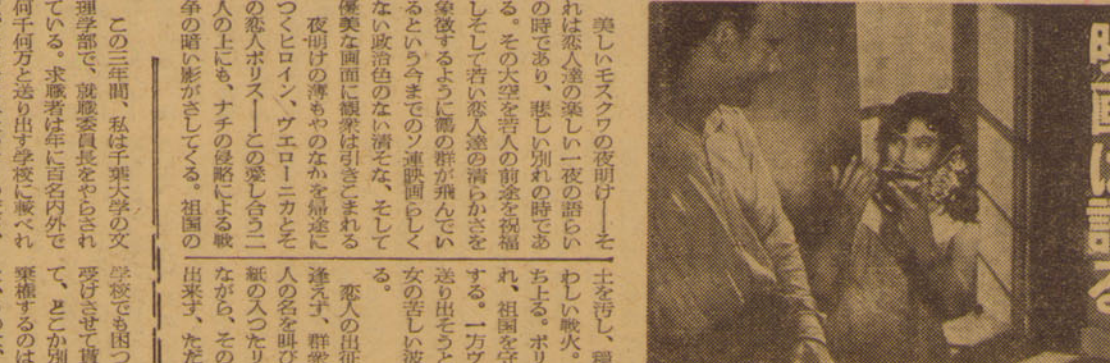 映画に語る
美しいモスクワの夜明け――そ
れは恋人達の楽しい一夜の語らい
の時であり、悲しい別れの時であ
る。その大空を若人の前途を祝福
しそして若い恋人達の清らかさを
象徴するように鶴の群が飛んでい
るという今までのソ連映画らしく
ない政治色のない清そな、そして
優美な画面に観衆は引きこまれる
夜明けの薄もやのなかを帰途に
つくヒロイン、ヴェローニカとそ
の恋人ボリス――この愛し合う二
人の上にも、ナチの侵略による戦
争の暗い影がさしてくる。祖国の
士を汚し、
わしい戦火。
ち上る。ボリ
れ、祖国を守
する。一方ヴ
送り出そうと
女の苦しい波
る。
恋人の出征
逢えず、群衆
人の名を叫び
紙の入つたリ
ながら、その
出来ず、ただ
この三年間、私は千葉大学の文
理学部で、就職委員長をやらされ
ている。求職者は年に百名内外で
何千何万と送り出す学校に較べれ
学校でも困つ
受けさせて貰
て、どこか別
棄権するのは